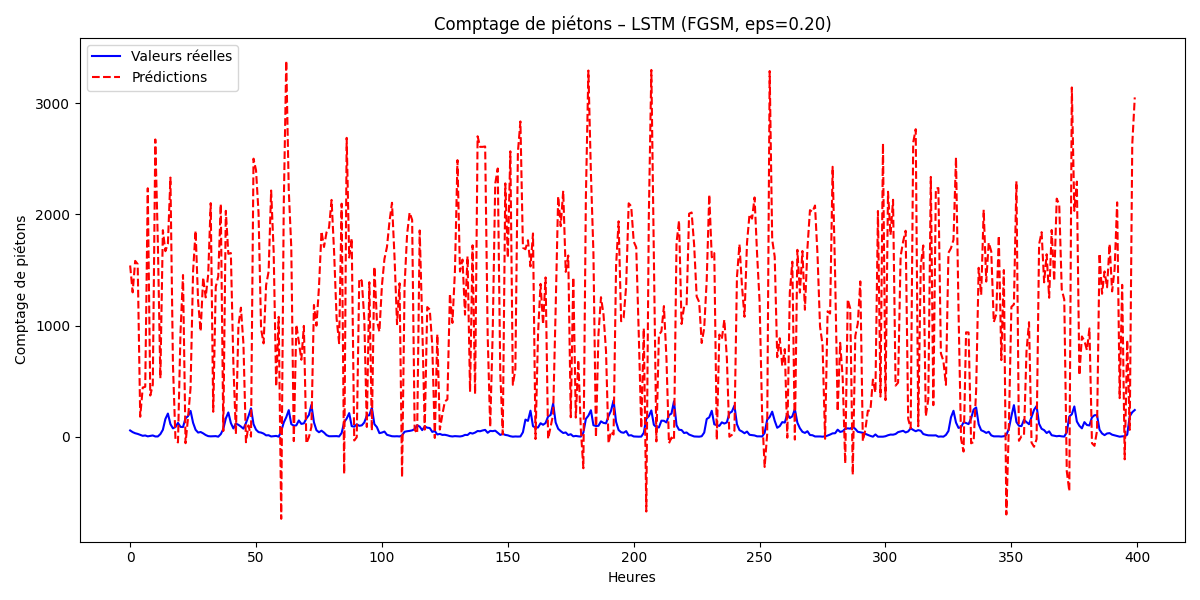 Comptage de piétons – LSTM (FGSM, eps=0.20)
Valeurs réelles
Prédictions
Comptage de piétons
3000
2000
1000
0
0 50 100 150 200 250 300 350 400
Heures